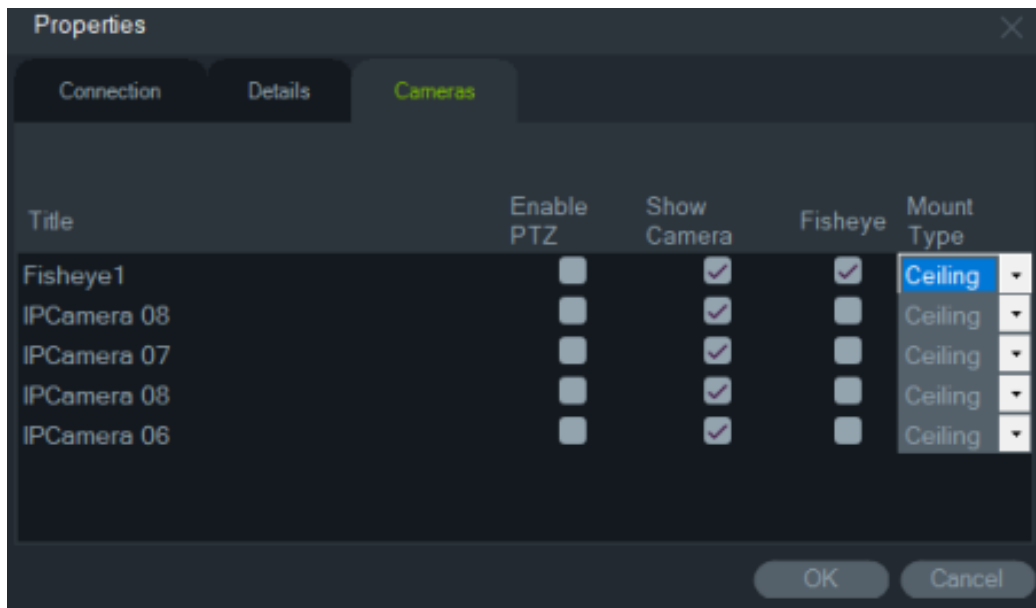 Properties
Connection Details Cameras
Title Enable PTZ Show Camera Fisheye Mount Type
Fisheye1 Ceiling
IPCamera 08 Ceiling
IPCamera 07 Ceiling
IPCamera 08 Ceiling
IPCamera 06 Ceiling
OK Cancel